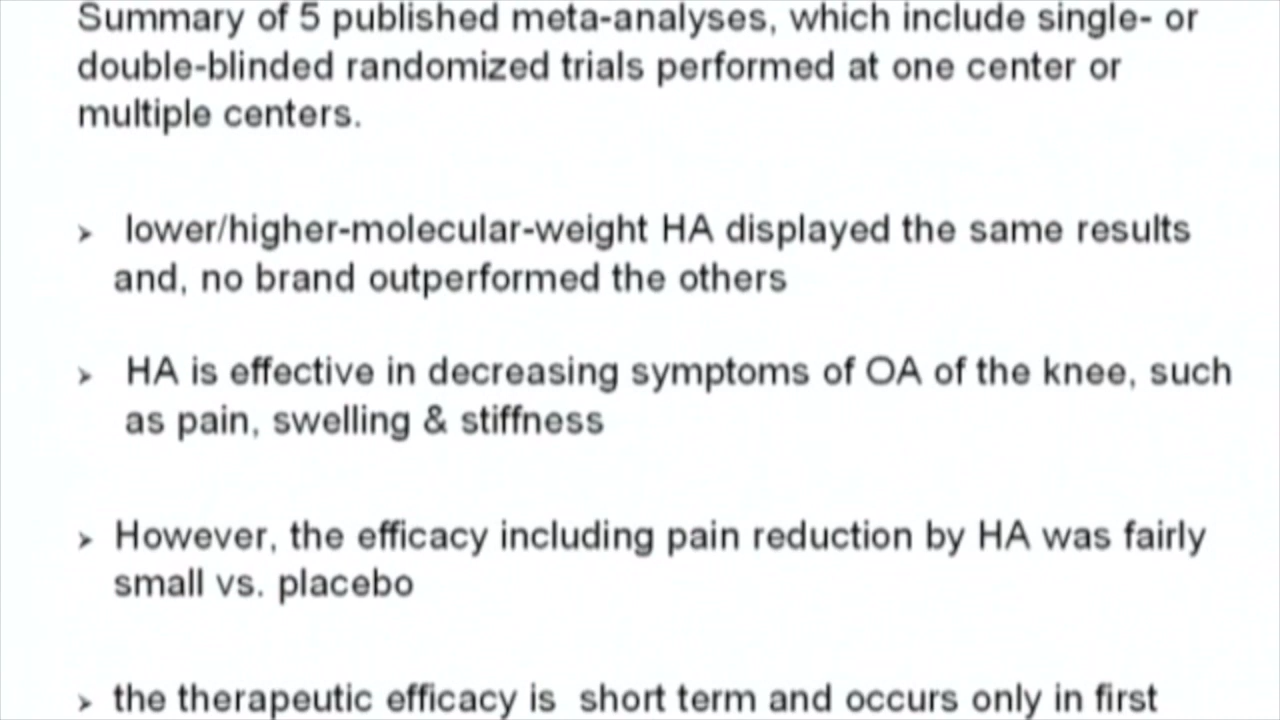 Summary of 5 published meta-analyses, which include single- or
double-blinded randomized trials performed at one center or
multiple centers.
➢ lower/higher-molecular-weight HA displayed the same results
and, no brand outperformed the others
➢ HA is effective in decreasing symptoms of OA of the knee, such
as pain, swelling & stiffness
➢ However, the efficacy including pain reduction by HA was fairly
small vs. placebo
➢ the therapeutic efficacy is short term and occurs only in first